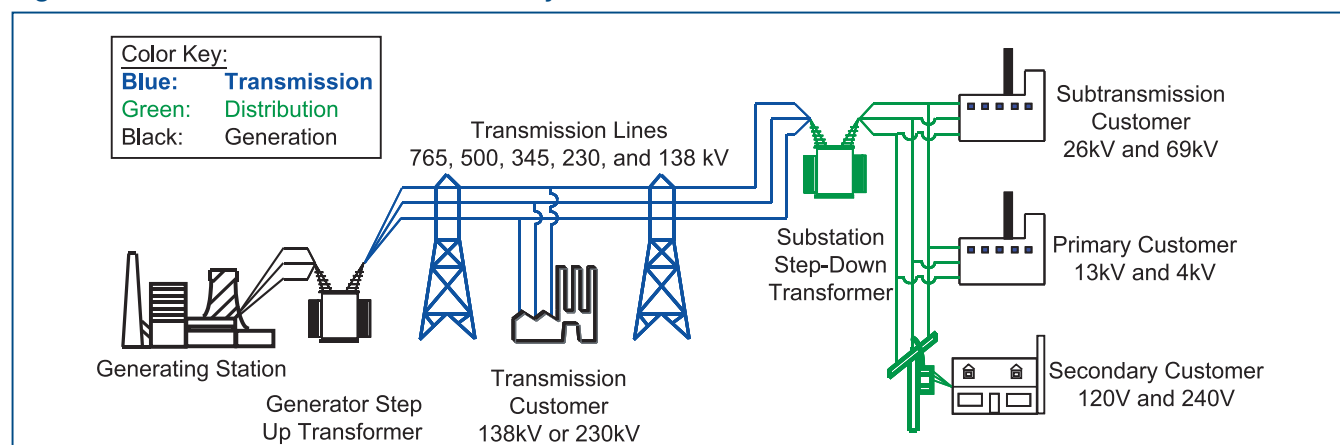 Color Key:
Blue: Transmission
Green: Distribution
Black: Generation
Transmission Lines
765, 500, 345, 230, and 138 kV
Subtransmission
Customer
26kV and 69kV
Substation
Step-Down
Transformer
Primary Customer
13kV and 4kV
Generating Station
Generator Step
Up Transformer
Transmission
Customer
138kV or 230kV
Secondary Customer
120V and 240V